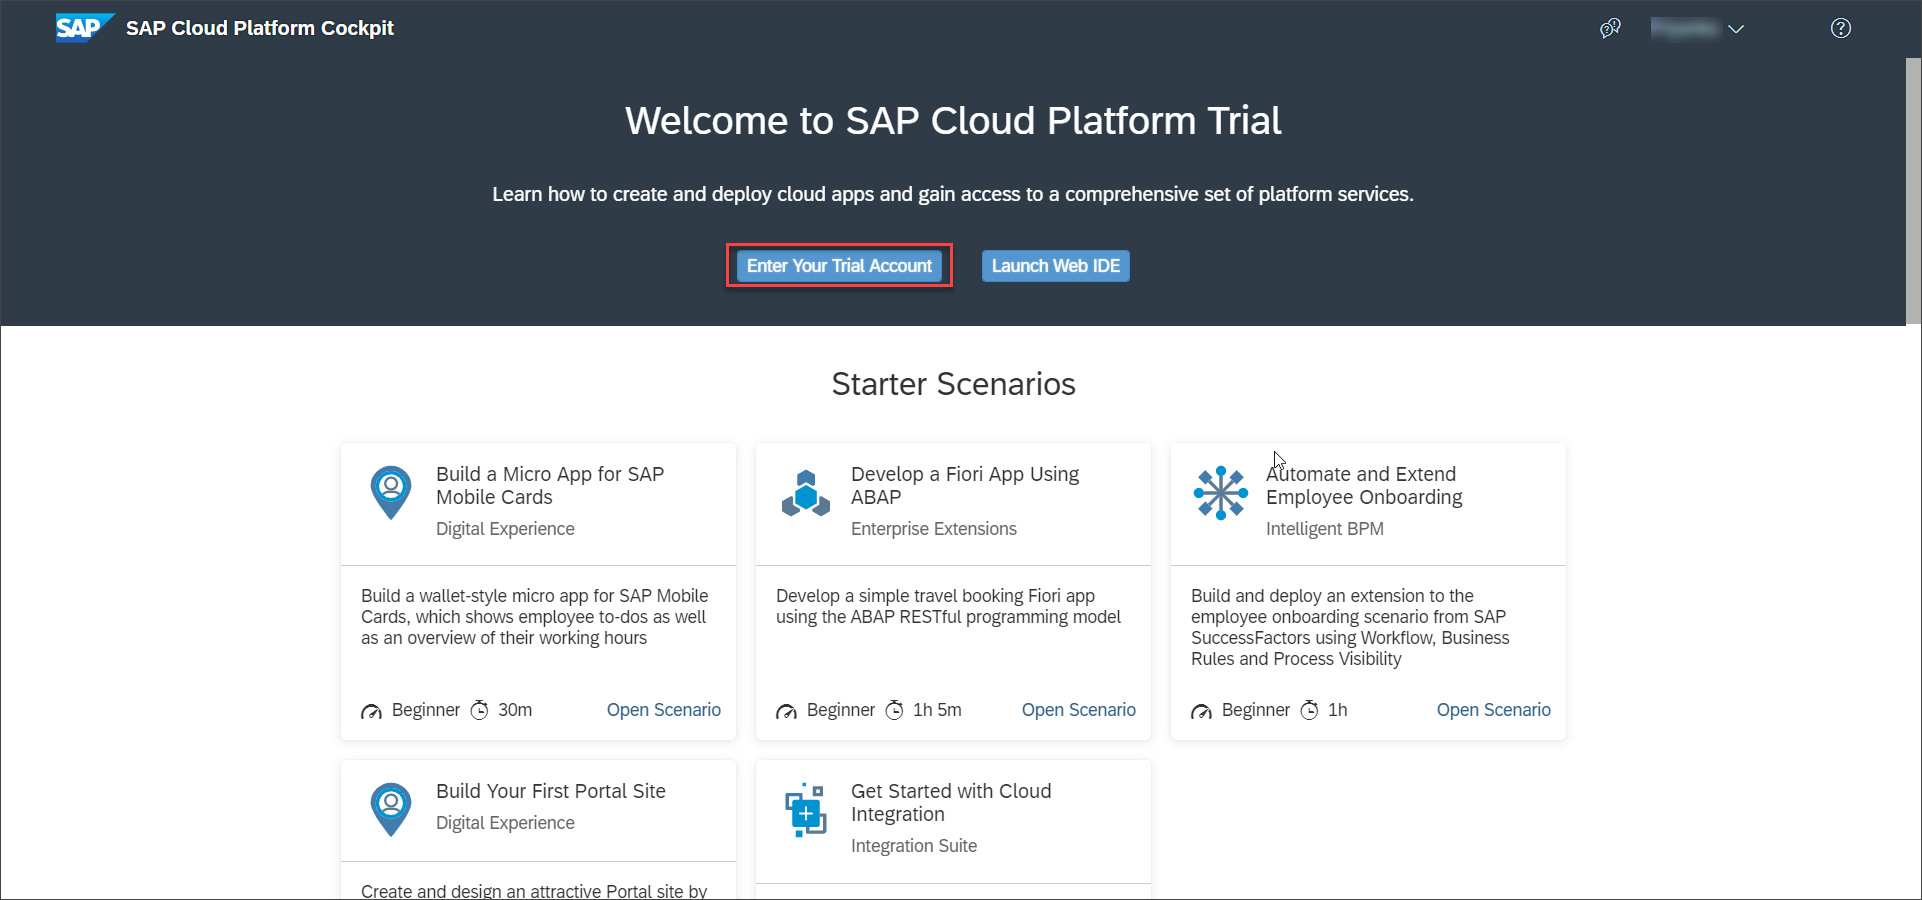 SAP SAP Cloud Platform Cockpit
Welcome to SAP Cloud Platform Trial
Learn how to create and deploy cloud apps and gain access to a comprehensive set of platform services.
Enter Your Trial Account Launch Web IDE
Starter Scenarios
Build a Micro App for SAP
Mobile Cards
Digital Experience
Build a wallet-style micro app for SAP Mobile
Cards, which shows employee to-dos as well
as an overview of their working hours
Beginner 30m Open Scenario
Develop a Fiori App Using
ABAP
Enterprise Extensions
Develop a simple travel booking Fiori app
using the ABAP RESTful programming model
Beginner 1h 5m Open Scenario
Automate and Extend
Employee Onboarding
Intelligent BPM
Build and deploy an extension to the
employee onboarding scenario from SAP
SuccessFactors using Workflow, Business
Rules and Process Visibility
Beginner 1h Open Scenario
Build Your First Portal Site
Digital Experience
Create and design an attractive Portal site by
Get Started with Cloud
Integration
Integration Suite